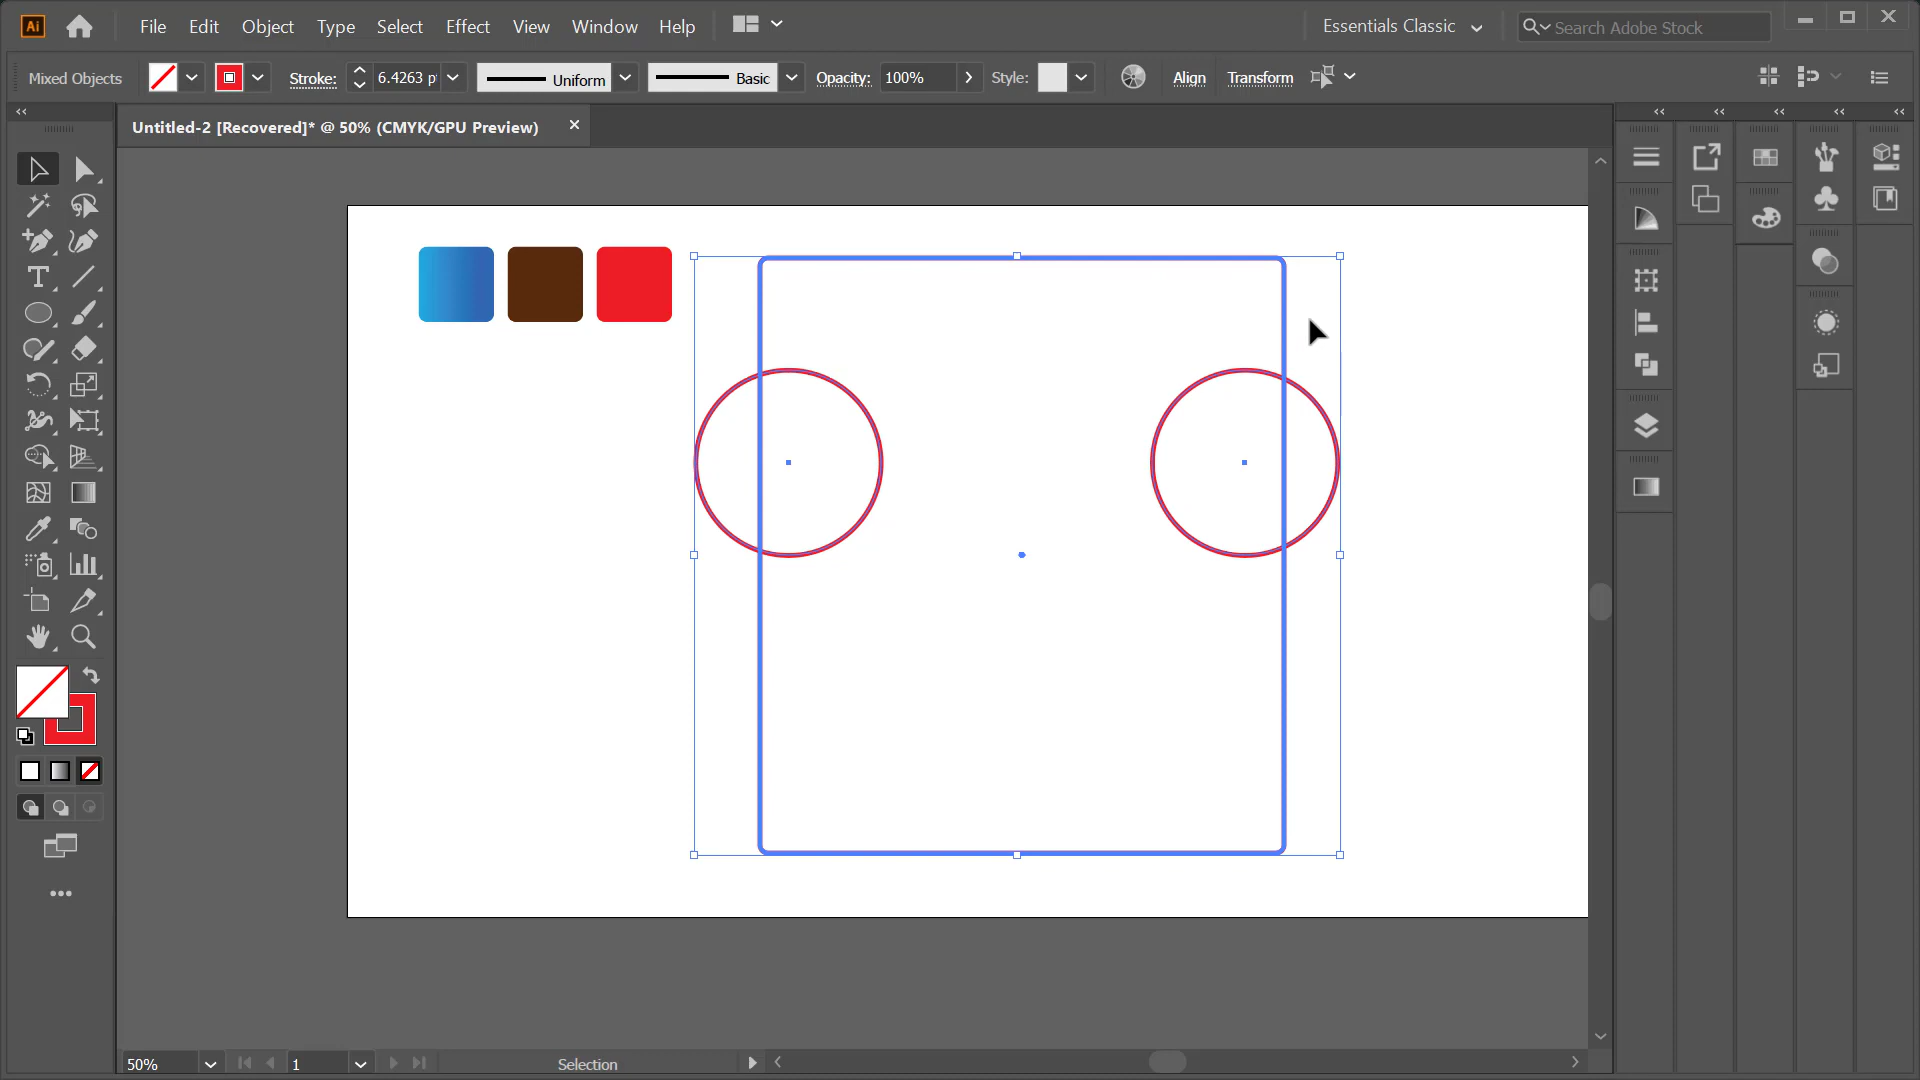 Ai File Edit Object Type Select Effect View Window Help Essentials Classic Search Adobe Stock
Mixed Objects Stroke: 6.4263 p Uniform Basic Opacity: 100% Style: Align Transform
Untitled-2 [Recovered]* @ 50% (CMYK/GPU Preview)
50% 1 Selection